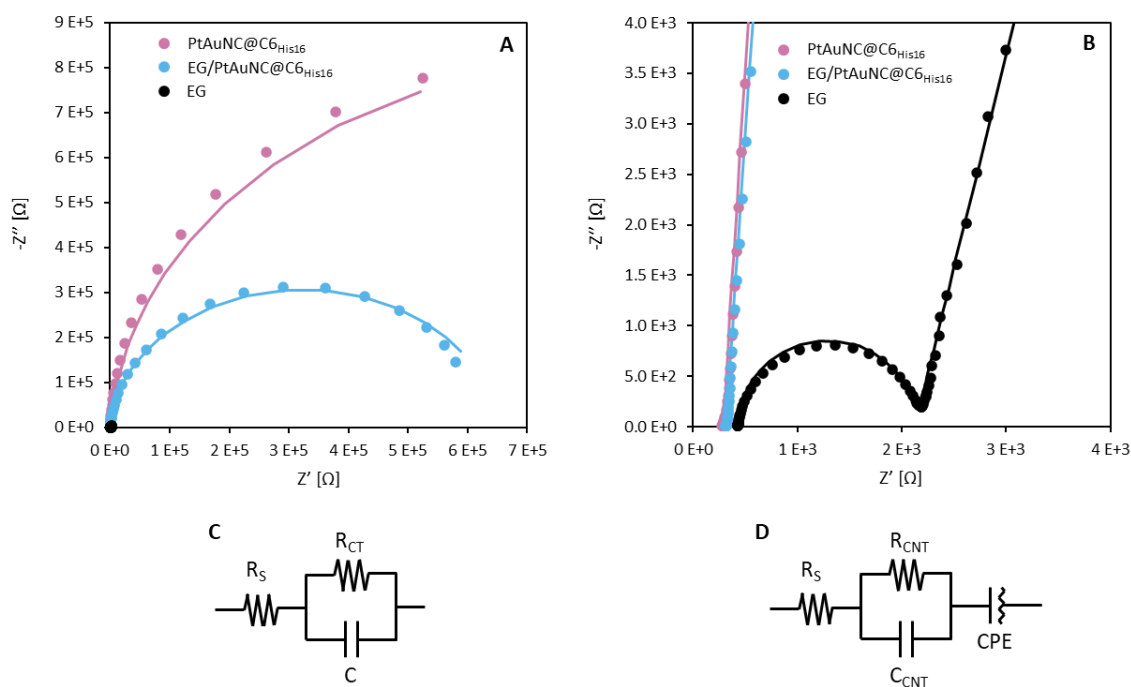 A
PtAuNC@C6His16
EG/PtAuNC@C6His16
EG
-Z″ [Ω]
9 E+5
8 E+5
7 E+5
6 E+5
5 E+5
4 E+5
3 E+5
2 E+5
1 E+5
0 E+0
0 E+0 1 E+5 2 E+5 3 E+5 4 E+5 5 E+5 6 E+5 7 E+5
Z′ [Ω]
B
PtAuNC@C6His16
EG/PtAuNC@C6His16
EG
-Z″ [Ω]
4.0 E+3
3.5 E+3
3.0 E+3
2.5 E+3
2.0 E+3
1.5 E+3
1.0 E+3
5.0 E+2
0.0 E+0
0 E+0 1 E+3 2 E+3 3 E+3 4 E+3
Z′ [Ω]
C
RCT
RS
C
D
RCNT
RS
CPE
CCNT